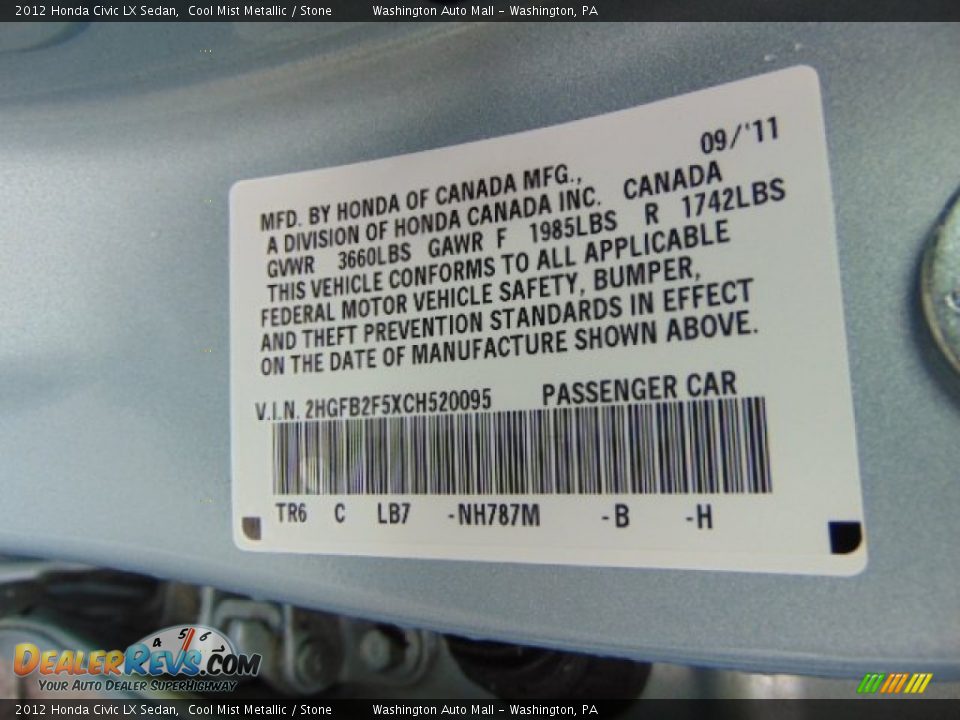 2012 Honda Civic LX Sedan, Cool Mist Metallic / Stone Washington Auto Mall - Washington, PA
09/'11
MFD. BY HONDA OF CANADA MFG.,
A DIVISION OF HONDA CANADA INC. CANADA
GVWR 3660LBS GAWR F 1985LBS R 1742LBS
THIS VEHICLE CONFORMS TO ALL APPLICABLE
FEDERAL MOTOR VEHICLE SAFETY, BUMPER,
AND THEFT PREVENTION STANDARDS IN EFFECT
ON THE DATE OF MANUFACTURE SHOWN ABOVE.
V.I.N. 2HGFB2F5XCH520095 PASSENGER CAR
TR6 C LB7 -NH787M -B -H
4 5 6
DEALERREVS.COM
YOUR AUTO DEALER SUPERHIGHWAY
2012 Honda Civic LX Sedan, Cool Mist Metallic / Stone Washington Auto Mall - Washington, PA